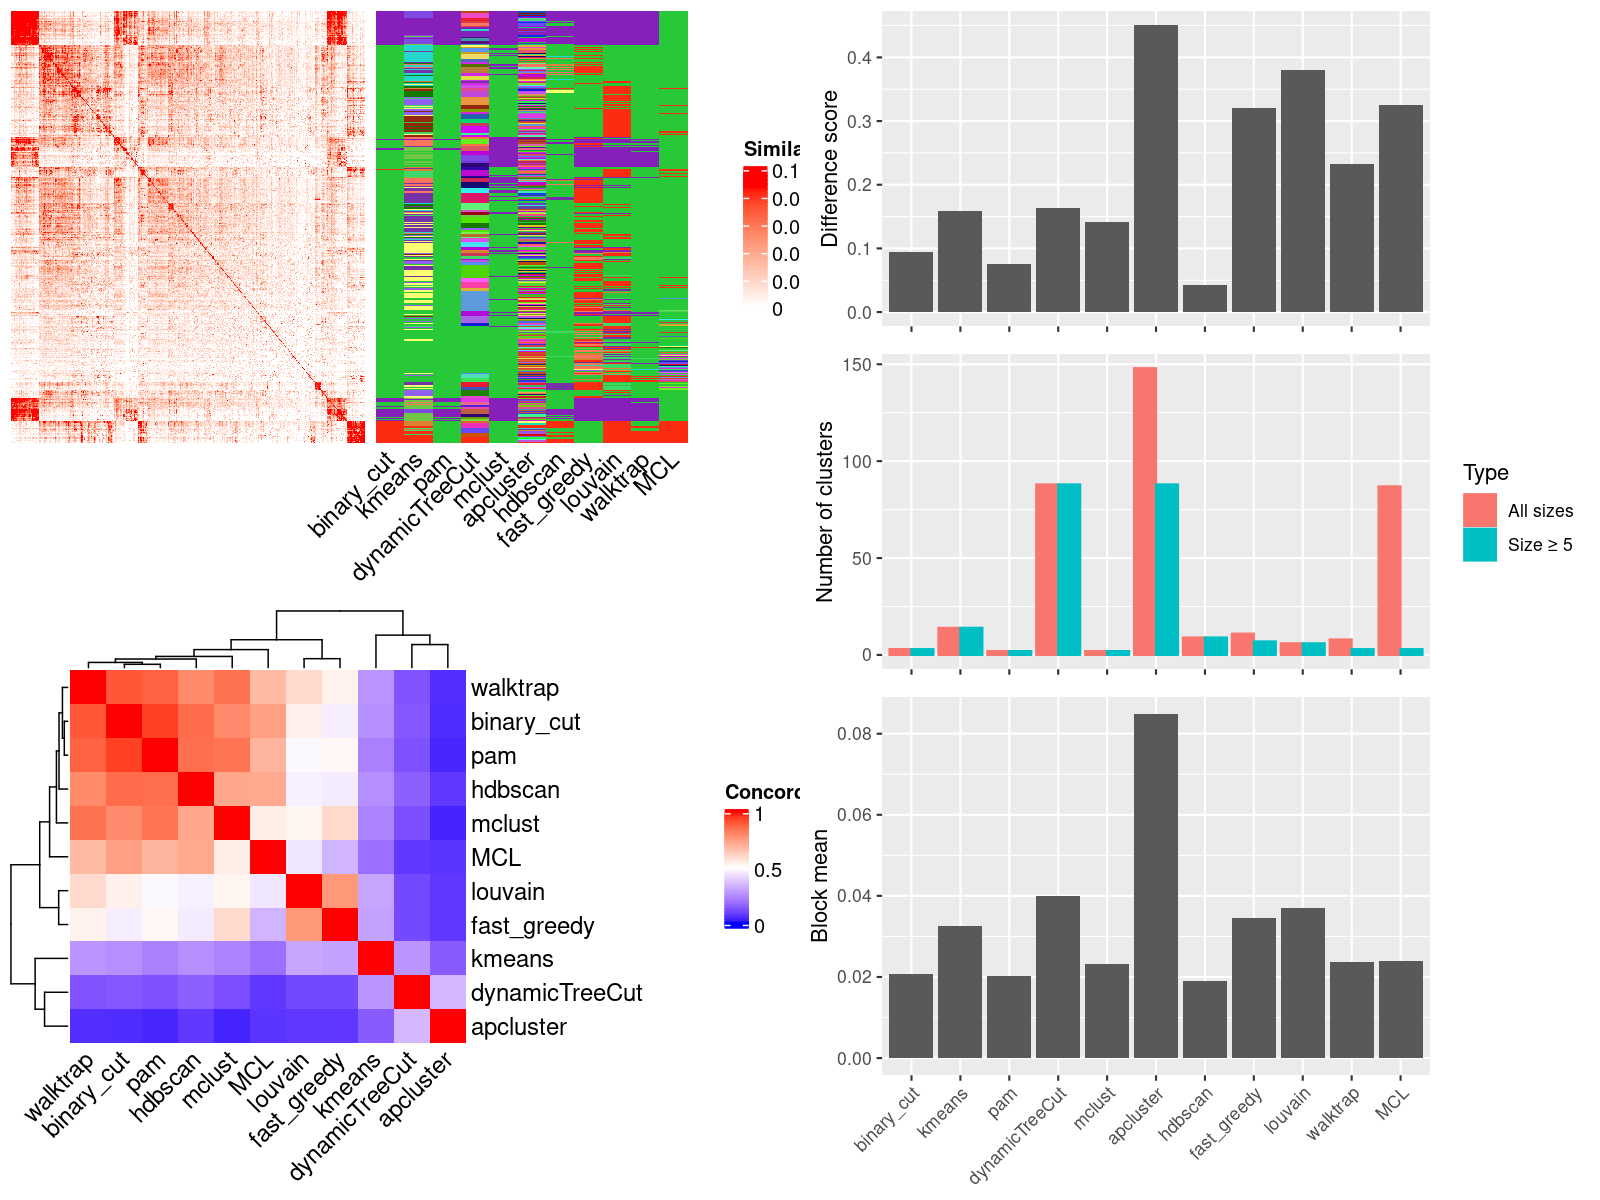 Simila
0.1
0.0
0.0
0.0
0.0
0
binary_cut
kmeans
pam
dynamicTreeCut
mclust
apcluster
hdbscan
fast_greedy
louvain
walktrap
MCL
walktrap
binary_cut
pam
hdbscan
mclust
MCL
louvain
fast_greedy
kmeans
dynamicTreeCut
apcluster
walktrap
binary_cut
pam
hdbscan
mclust
MCL
louvain
fast_greedy
kmeans
dynamicTreeCut
apcluster
Concord
1
0.5
0
Difference score
0.4
0.3
0.2
0.1
0.0
Number of clusters
150
100
50
0
Type
All sizes
Size ≥ 5
Block mean
0.08
0.06
0.04
0.02
0.00
binary_cut
kmeans
pam
dynamicTreeCut
mclust
apcluster
hdbscan
fast_greedy
louvain
walktrap
MCL